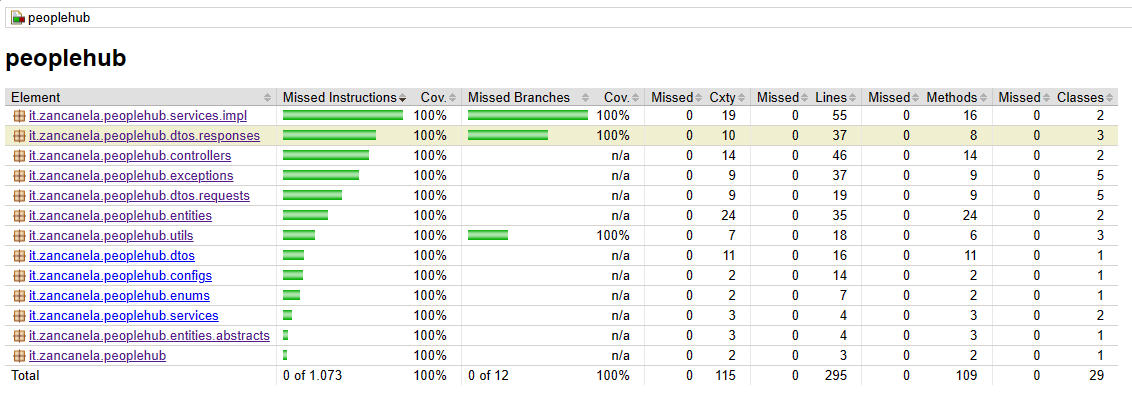 peoplehub
peoplehub
Element Missed Instructions Cov. Missed Branches Cov. Missed Cxty Missed Lines Missed Methods Missed Classes
it.zancanela.peoplehub.services.impl 100% 100% 0 19 0 55 0 16 0 2
it.zancanela.peoplehub.dtos.responses 100% 100% 0 10 0 37 0 8 0 3
it.zancanela.peoplehub.controllers 100% n/a 0 14 0 46 0 14 0 2
it.zancanela.peoplehub.exceptions 100% n/a 0 9 0 37 0 9 0 5
it.zancanela.peoplehub.dtos.requests 100% n/a 0 9 0 19 0 9 0 5
it.zancanela.peoplehub.entities 100% n/a 0 24 0 35 0 24 0 2
it.zancanela.peoplehub.utils 100% 100% 0 7 0 18 0 6 0 3
it.zancanela.peoplehub.dtos 100% n/a 0 11 0 16 0 11 0 1
it.zancanela.peoplehub.configs 100% n/a 0 2 0 14 0 2 0 1
it.zancanela.peoplehub.enums 100% n/a 0 2 0 7 0 2 0 1
it.zancanela.peoplehub.services 100% n/a 0 3 0 4 0 3 0 2
it.zancanela.peoplehub.entities.abstracts 100% n/a 0 3 0 4 0 3 0 1
it.zancanela.peoplehub 100% n/a 0 2 0 3 0 2 0 1
Total 0 of 1.073 100% 0 of 12 100% 0 115 0 295 0 109 0 29